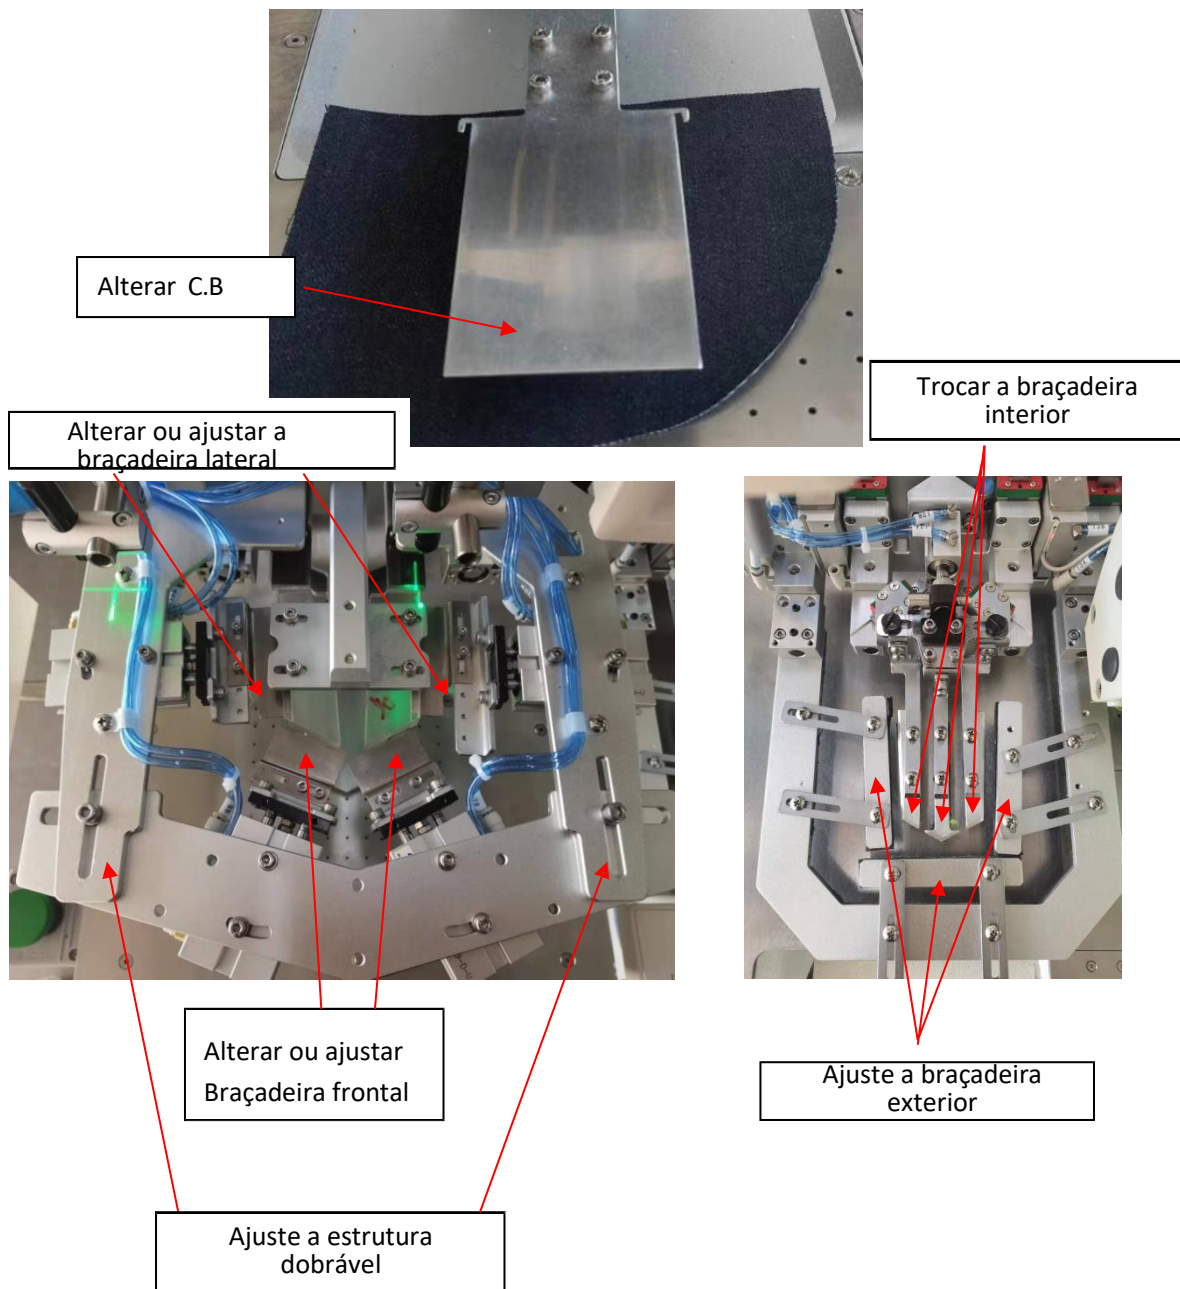 Alterar C.B
Trocar a braçadeira
interior
Alterar ou ajustar a
braçadeira lateral
Alterar ou ajustar
Braçadeira frontal
Ajuste a braçadeira
exterior
Ajuste a estrutura
dobrável